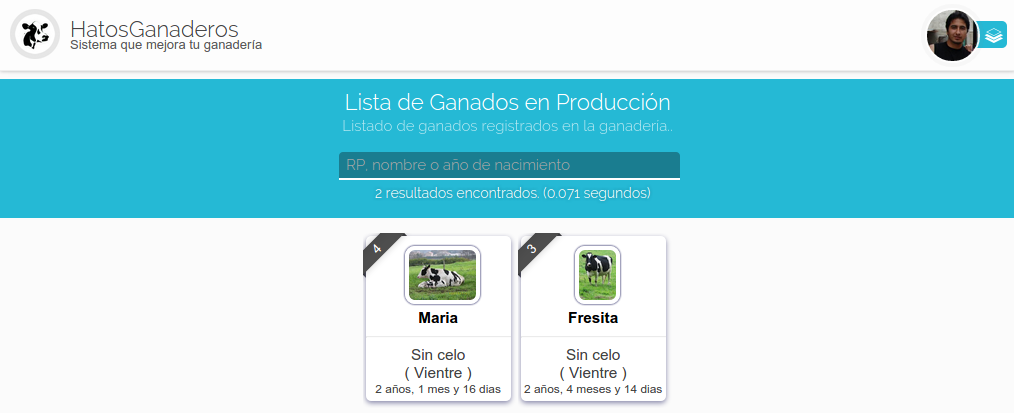 HatosGanaderos
Sistema que mejora tu ganadería
Lista de Ganados en Producción
Listado de ganados registrados en la ganaderia..
RP, nombre o año de nacimiento
2 resultados encontrados. (0.071 segundos)
4
Maria
Sin celo
( Vientre )
2 años, 1 mes y 16 dias
3
Fresita
Sin celo
( Vientre )
2 años, 4 meses y 14 dias